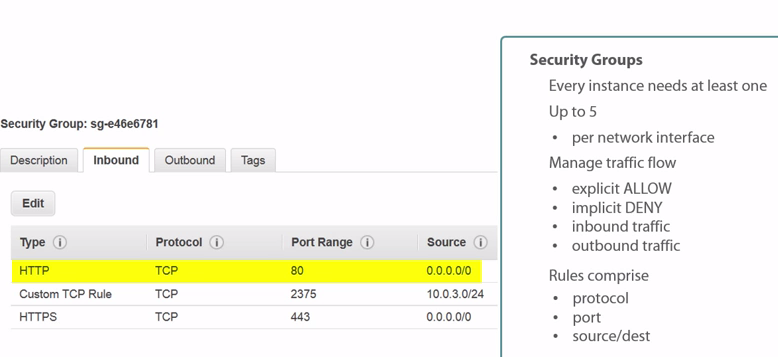 Security Group: sg-e46e6781
Description Inbound Outbound Tags
Edit
Type Protocol Port Range Source
HTTP TCP 80 0.0.0.0/0
Custom TCP Rule TCP 2375 10.0.3.0/24
HTTPS TCP 443 0.0.0.0/0
Security Groups
Every instance needs at least one
Up to 5
• per network interface
Manage traffic flow
• explicit ALLOW
• implicit DENY
• inbound traffic
• outbound traffic
Rules comprise
• protocol
• port
• source/dest